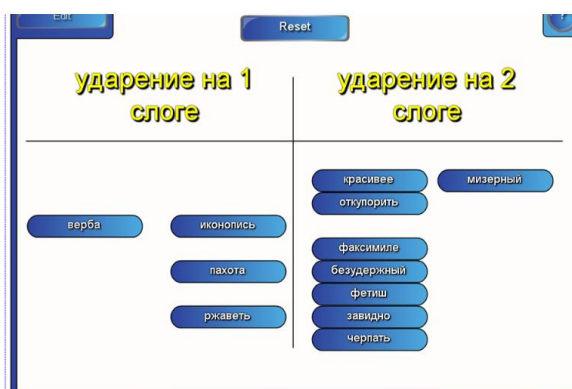 Edit
Reset
?
ударение на 1
слоге
ударение на 2
слоге
красивее
мизерный
откупорить
верба
иконопись
факсимиле
пахота
безудержный
фетиш
ржаветь
завидно
черпать